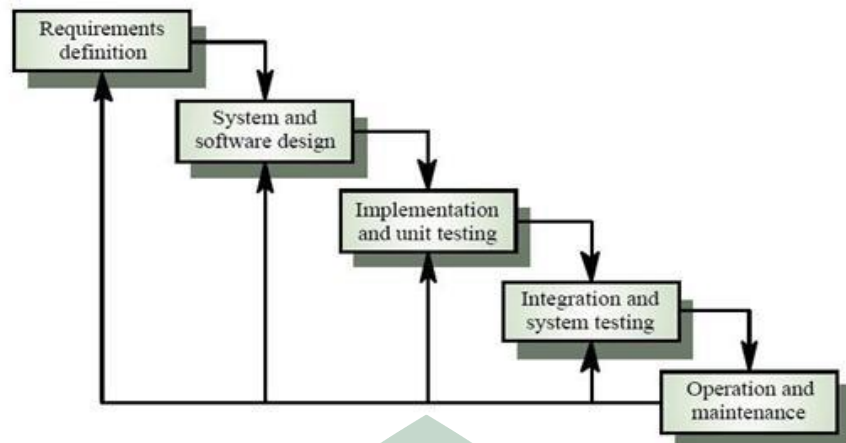 Requirements
definition
System and
software design
Implementation
and unit testing
Integration and
system testing
Operation and
maintenance